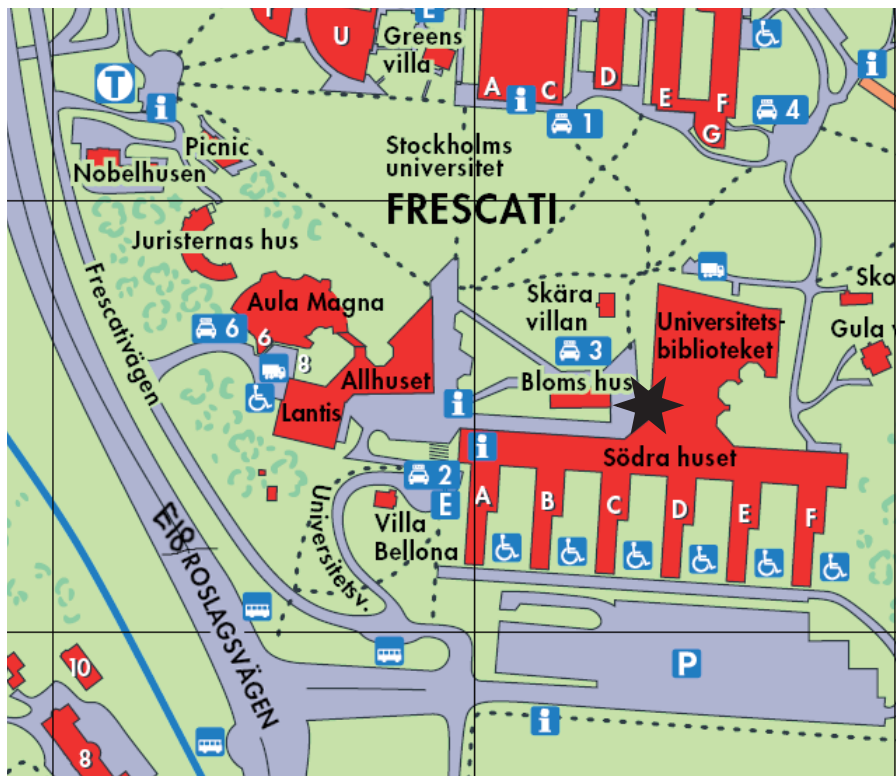 E
U
Greens
villa
A
C
D
E
F
G
i
T
i
i
1
4
Picnic
Nobelhusen
Stockholms
universitet
FRESCATI
Juristernas hus
Frescativägen
Aula Magna
6
6
8
Allhuset
Lantis
Skära
villan
3
Bloms hus
Universitets-
biblioteket
Sko
Gula v
i
i
Södra huset
2
E
A
B
C
D
E
F
Villa
Bellona
Universitetsv.
E18 ROSLAGSVÄGEN
P
i
10
8